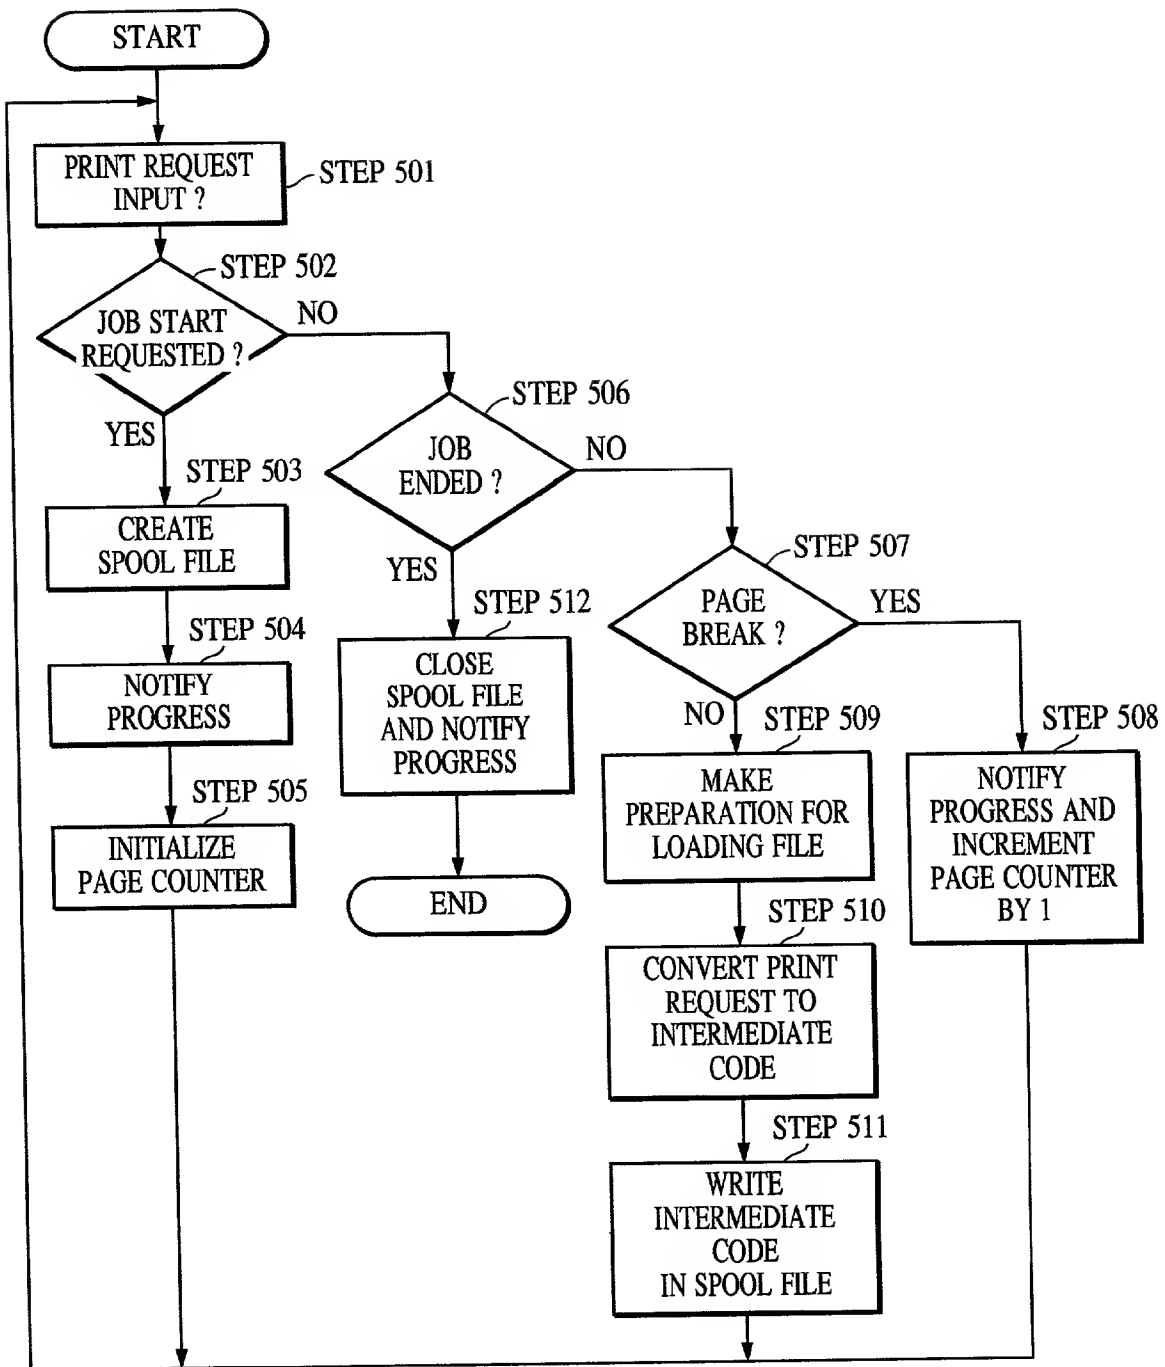 START
PRINT REQUEST
INPUT ?
STEP 501
STEP 502
JOB START
REQUESTED ?
NO
YES
STEP 503
CREATE
SPOOL FILE
STEP 504
NOTIFY
PROGRESS
STEP 505
INITIALIZE
PAGE COUNTER
STEP 506
JOB
ENDED ?
NO
YES
STEP 512
CLOSE
SPOOL FILE
AND NOTIFY
PROGRESS
END
STEP 507
PAGE
BREAK ?
YES
NO
STEP 509
MAKE
PREPARATION FOR
LOADING FILE
STEP 510
CONVERT PRINT
REQUEST TO
INTERMEDIATE
CODE
STEP 511
WRITE
INTERMEDIATE
CODE
IN SPOOL FILE
STEP 508
NOTIFY
PROGRESS AND
INCREMENT
PAGE COUNTER
BY 1